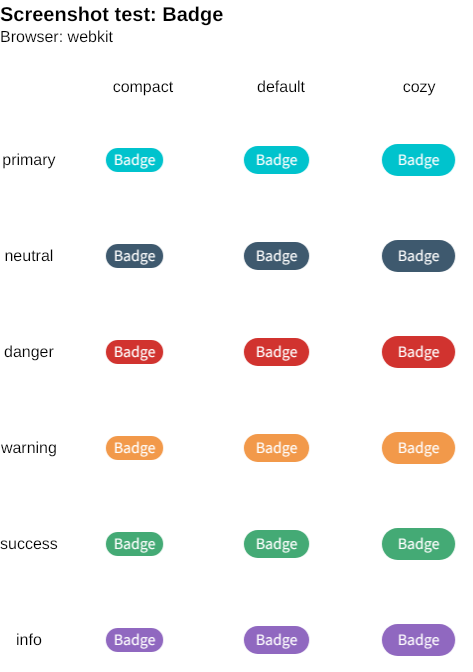 Screenshot test: Badge
Browser: webkit
compact default cozy
primary Badge Badge Badge
neutral Badge Badge Badge
danger Badge Badge Badge
warning Badge Badge Badge
success Badge Badge Badge
info Badge Badge Badge